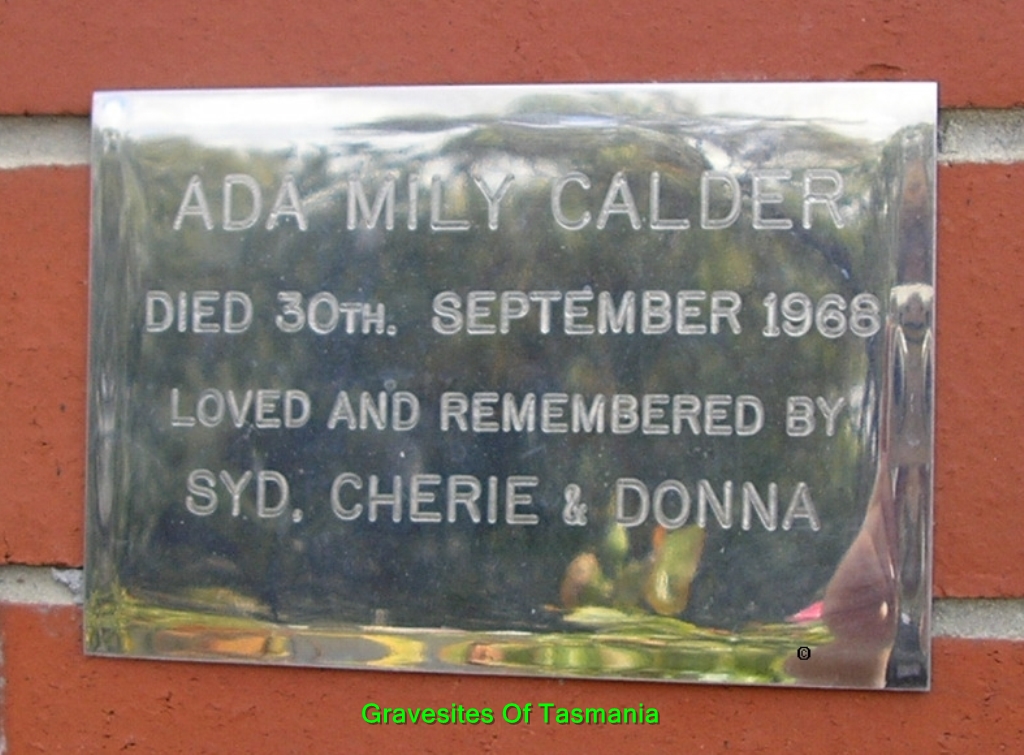 ADA MILY CALDER
DIED 30TH. SEPTEMBER 1968
LOVED AND REMEMBERED BY
SYD, CHERIE & DONNA
©
Gravesites Of Tasmania